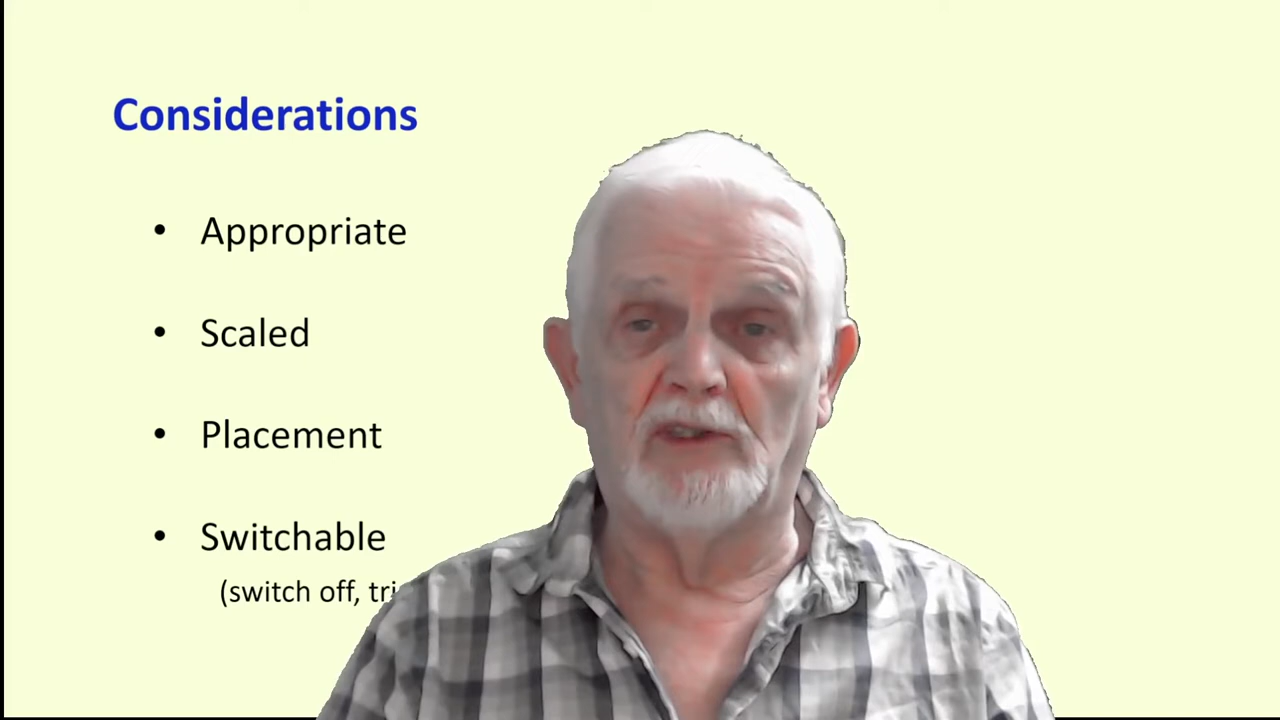 Considerations
• Appropriate
• Scaled
• Placement
• Switchable
(switch off,